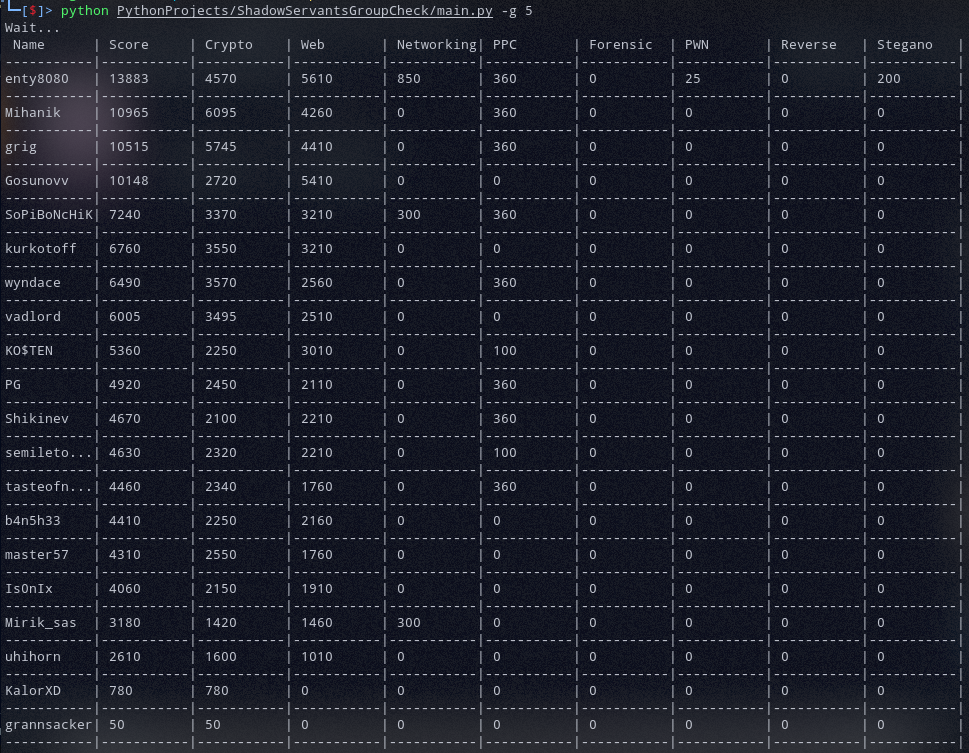 └─[$]> python PythonProjects/ShadowServantsGroupCheck/main.py -g 5
Wait...
 Name      | Score     | Crypto    | Web       | Networking| PPC       | Forensic  | PWN       | Reverse   | Stegano   |
-----------|-----------|-----------|-----------|-----------|-----------|-----------|-----------|-----------|-----------|
enty8080   | 13883     | 4570      | 5610      | 850       | 360       | 0         | 25        | 0         | 200       |
-----------|-----------|-----------|-----------|-----------|-----------|-----------|-----------|-----------|-----------|
Mihanik    | 10965     | 6095      | 4260      | 0         | 360       | 0         | 0         | 0         | 0         |
-----------|-----------|-----------|-----------|-----------|-----------|-----------|-----------|-----------|-----------|
grig       | 10515     | 5745      | 4410      | 0         | 360       | 0         | 0         | 0         | 0         |
-----------|-----------|-----------|-----------|-----------|-----------|-----------|-----------|-----------|-----------|
Gosunovv   | 10148     | 2720      | 5410      | 0         | 0         | 0         | 0         | 0         | 0         |
-----------|-----------|-----------|-----------|-----------|-----------|-----------|-----------|-----------|-----------|
SoPiBoNcHiK| 7240      | 3370      | 3210      | 300       | 360       | 0         | 0         | 0         | 0         |
-----------|-----------|-----------|-----------|-----------|-----------|-----------|-----------|-----------|-----------|
kurkotoff  | 6760      | 3550      | 3210      | 0         | 0         | 0         | 0         | 0         | 0         |
-----------|-----------|-----------|-----------|-----------|-----------|-----------|-----------|-----------|-----------|
wyndace    | 6490      | 3570      | 2560      | 0         | 360       | 0         | 0         | 0         | 0         |
-----------|-----------|-----------|-----------|-----------|-----------|-----------|-----------|-----------|-----------|
vadlord    | 6005      | 3495      | 2510      | 0         | 0         | 0         | 0         | 0         | 0         |
-----------|-----------|-----------|-----------|-----------|-----------|-----------|-----------|-----------|-----------|
KO$TEN     | 5360      | 2250      | 3010      | 0         | 100       | 0         | 0         | 0         | 0         |
-----------|-----------|-----------|-----------|-----------|-----------|-----------|-----------|-----------|-----------|
PG         | 4920      | 2450      | 2110      | 0         | 360       | 0         | 0         | 0         | 0         |
-----------|-----------|-----------|-----------|-----------|-----------|-----------|-----------|-----------|-----------|
Shikinev   | 4670      | 2100      | 2210      | 0         | 360       | 0         | 0         | 0         | 0         |
-----------|-----------|-----------|-----------|-----------|-----------|-----------|-----------|-----------|-----------|
semileto...| 4630      | 2320      | 2210      | 0         | 100       | 0         | 0         | 0         | 0         |
-----------|-----------|-----------|-----------|-----------|-----------|-----------|-----------|-----------|-----------|
tasteofn...| 4460      | 2340      | 1760      | 0         | 360       | 0         | 0         | 0         | 0         |
-----------|-----------|-----------|-----------|-----------|-----------|-----------|-----------|-----------|-----------|
b4n5h33    | 4410      | 2250      | 2160      | 0         | 0         | 0         | 0         | 0         | 0         |
-----------|-----------|-----------|-----------|-----------|-----------|-----------|-----------|-----------|-----------|
master57   | 4310      | 2550      | 1760      | 0         | 0         | 0         | 0         | 0         | 0         |
-----------|-----------|-----------|-----------|-----------|-----------|-----------|-----------|-----------|-----------|
IsOnIx     | 4060      | 2150      | 1910      | 0         | 0         | 0         | 0         | 0         | 0         |
-----------|-----------|-----------|-----------|-----------|-----------|-----------|-----------|-----------|-----------|
Mirik_sas  | 3180      | 1420      | 1460      | 300       | 0         | 0         | 0         | 0         | 0         |
-----------|-----------|-----------|-----------|-----------|-----------|-----------|-----------|-----------|-----------|
uhihorn    | 2610      | 1600      | 1010      | 0         | 0         | 0         | 0         | 0         | 0         |
-----------|-----------|-----------|-----------|-----------|-----------|-----------|-----------|-----------|-----------|
KalorXD    | 780       | 780       | 0         | 0         | 0         | 0         | 0         | 0         | 0         |
-----------|-----------|-----------|-----------|-----------|-----------|-----------|-----------|-----------|-----------|
grannsacker| 50        | 50        | 0         | 0         | 0         | 0         | 0         | 0         | 0         |
-----------|-----------|-----------|-----------|-----------|-----------|-----------|-----------|-----------|-----------|